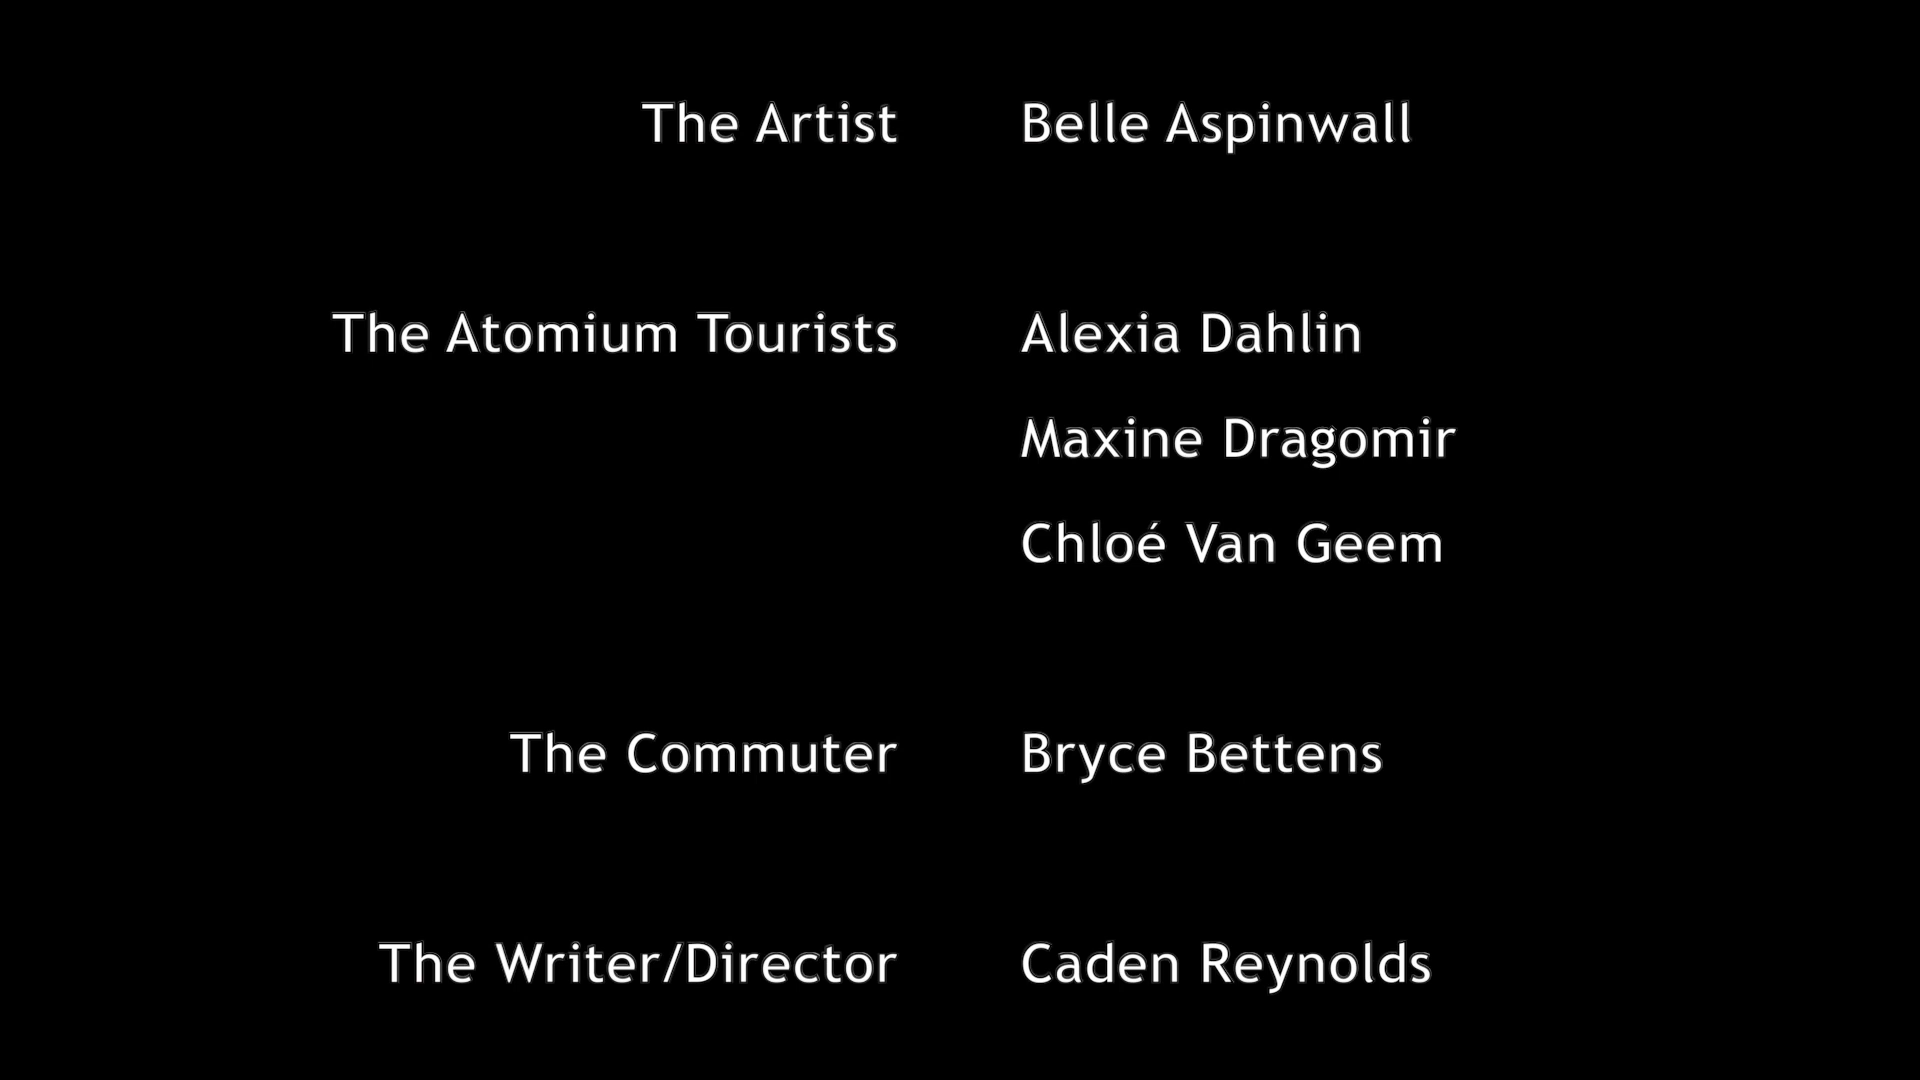 The Artist Belle Aspinwall
The Atomium Tourists Alexia Dahlin
Maxine Dragomir
Chloé Van Geem
The Commuter Bryce Bettens
The Writer/Director Caden Reynolds